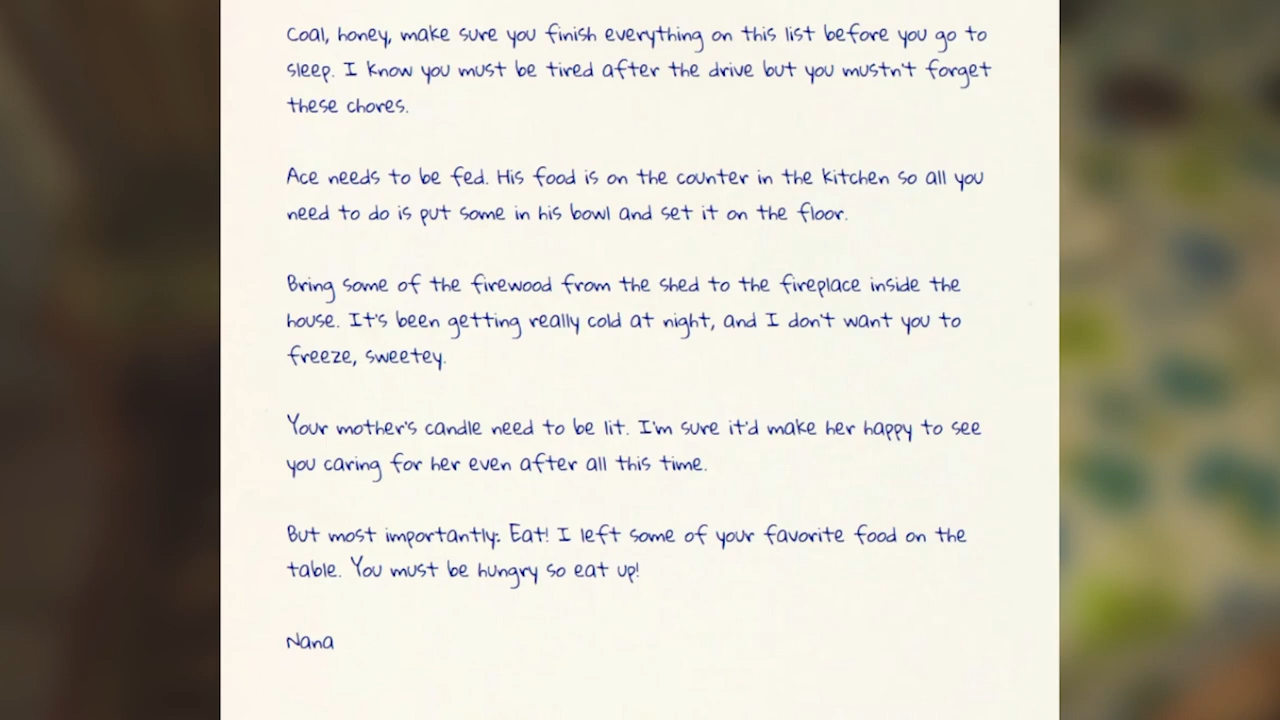 Coal, honey, make sure you finish everything on this list before you go to
sleep. I know you must be tired after the drive but you mustn't forget
these chores.
Ace needs to be fed. His food is on the counter in the kitchen so all you
need to do is put some in his bowl and set it on the floor.
Bring some of the firewood from the shed to the fireplace inside the
house. It's been getting really cold at night, and I don't want you to
freeze, sweetey.
Your mother's candle need to be lit. I'm sure it'd make her happy to see
you caring for her even after all this time.
But most importantly: Eat! I left some of your favorite food on the
table. You must be hungry so eat up!
Nana